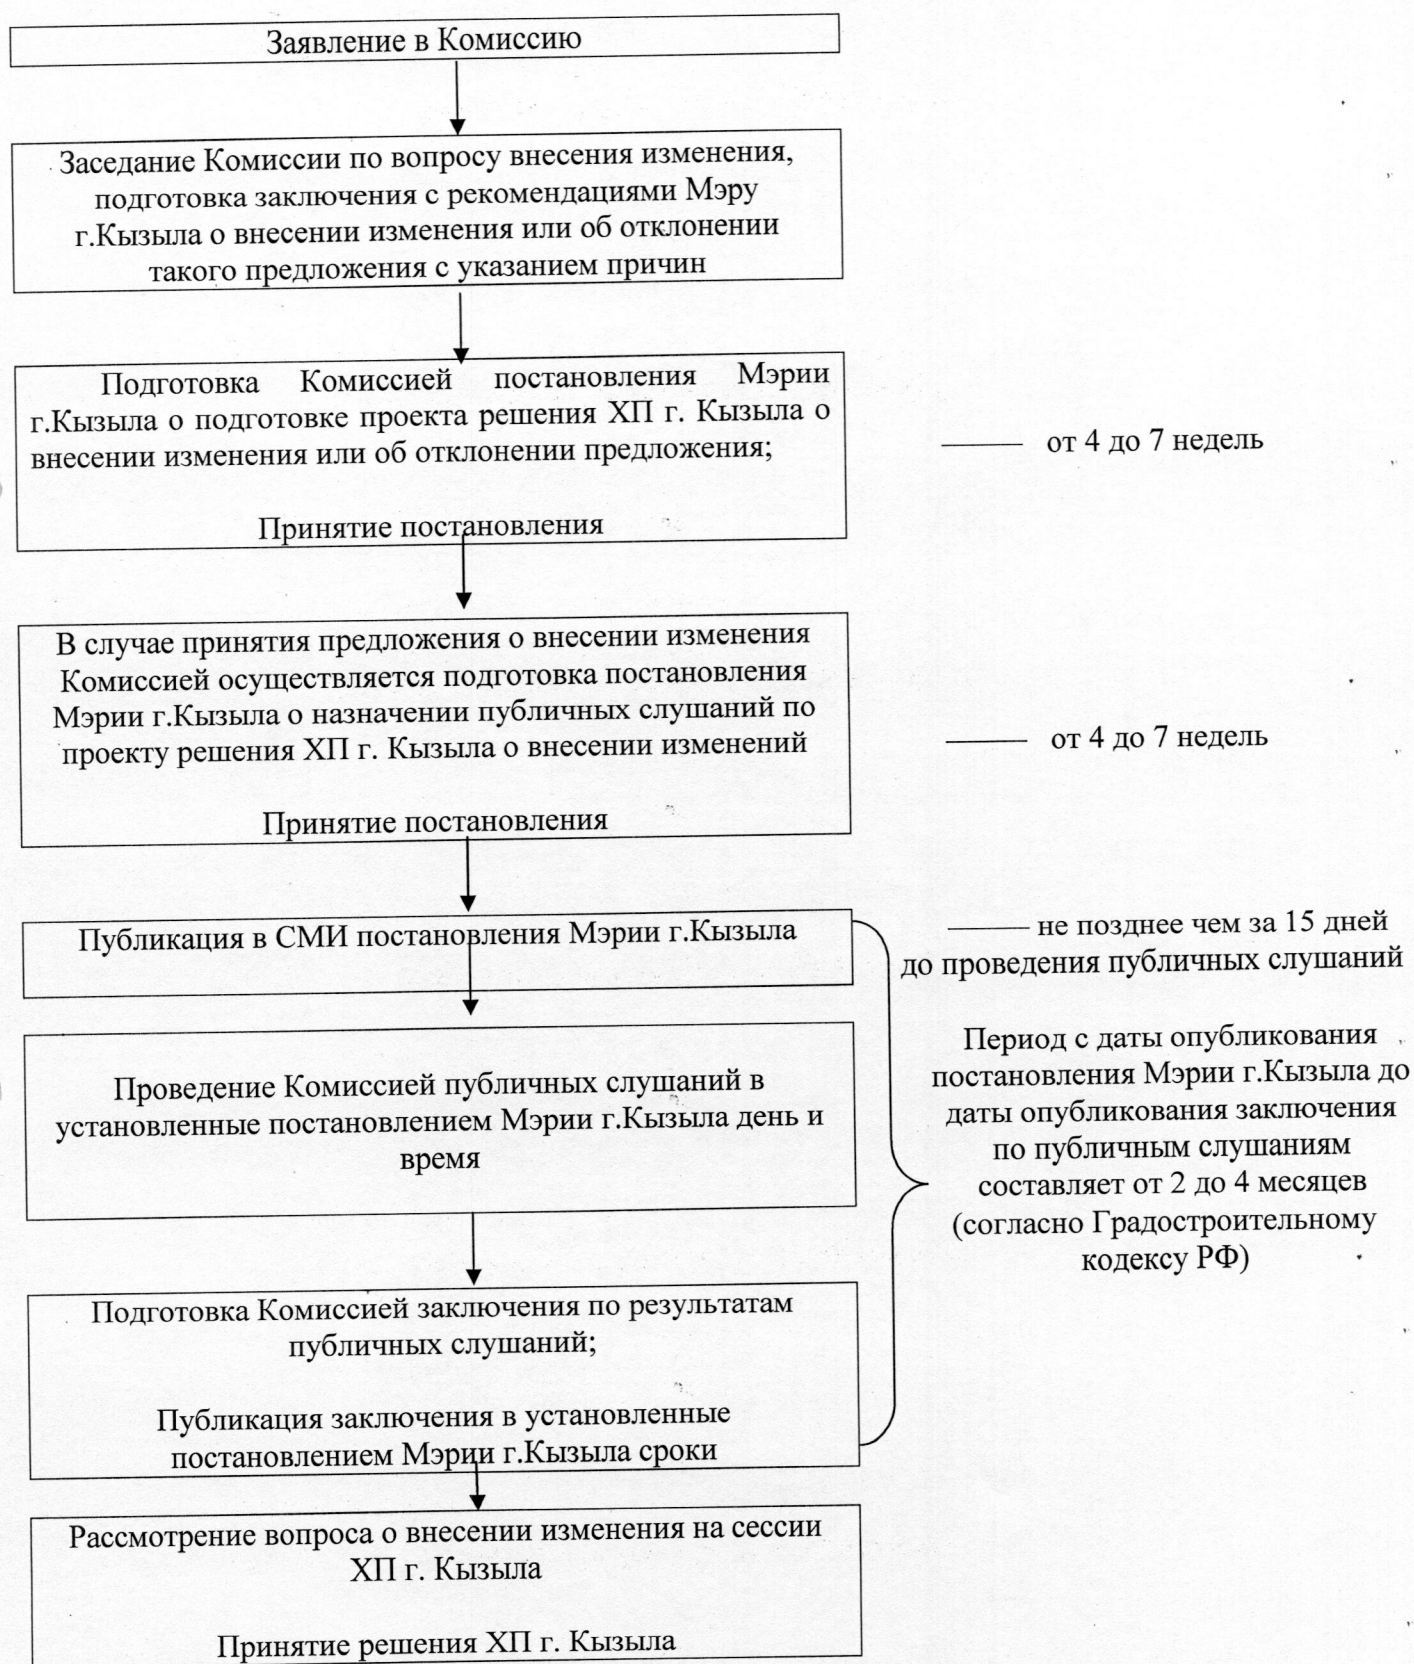 Заявление в Комиссию
Заседание Комиссии по вопросу внесения изменения,
подготовка заключения с рекомендациями Мэру
г.Кызыла о внесении изменения или об отклонении
такого предложения с указанием причин
Подготовка Комиссией постановления Мэрии
г.Кызыла о подготовке проекта решения ХП г. Кызыла о
внесении изменения или об отклонении предложения;
Принятие постановления
от 4 до 7 недель
В случае принятия предложения о внесении изменения
Комиссией осуществляется подготовка постановления
Мэрии г.Кызыла о назначении публичных слушаний по
проекту решения ХП г. Кызыла о внесении изменений
Принятие постановления
от 4 до 7 недель
Публикация в СМИ постановления Мэрии г.Кызыла
не позднее чем за 15 дней
до проведения публичных слушаний
Проведение Комиссией публичных слушаний в
установленные постановлением Мэрии г.Кызыла день и
время
Период с даты опубликования
постановления Мэрии г.Кызыла до
даты опубликования заключения
по публичным слушаниям
составляет от 2 до 4 месяцев
(согласно Градостроительному
кодексу РФ)
Подготовка Комиссией заключения по результатам
публичных слушаний;
Публикация заключения в установленные
постановлением Мэрии г.Кызыла сроки
Рассмотрение вопроса о внесении изменения на сессии
ХП г. Кызыла
Принятие решения ХП г. Кызыла